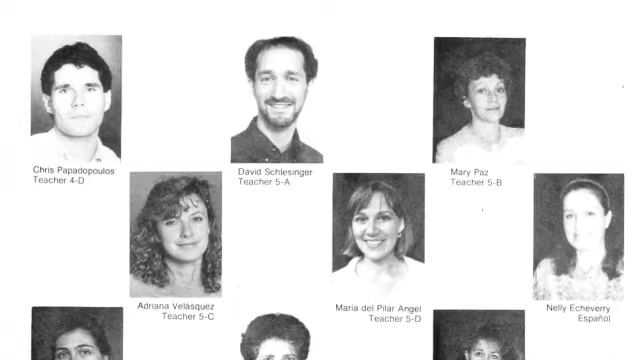 Chris Papadopoulos
Teacher 4-D
David Schlesinger
Teacher 5-A
Mary Paz
Teacher 5-B
Adriana Velásquez
Teacher 5-C
Maria del Pilar Angel
Teacher 5-D
Nelly Echeverry
Español